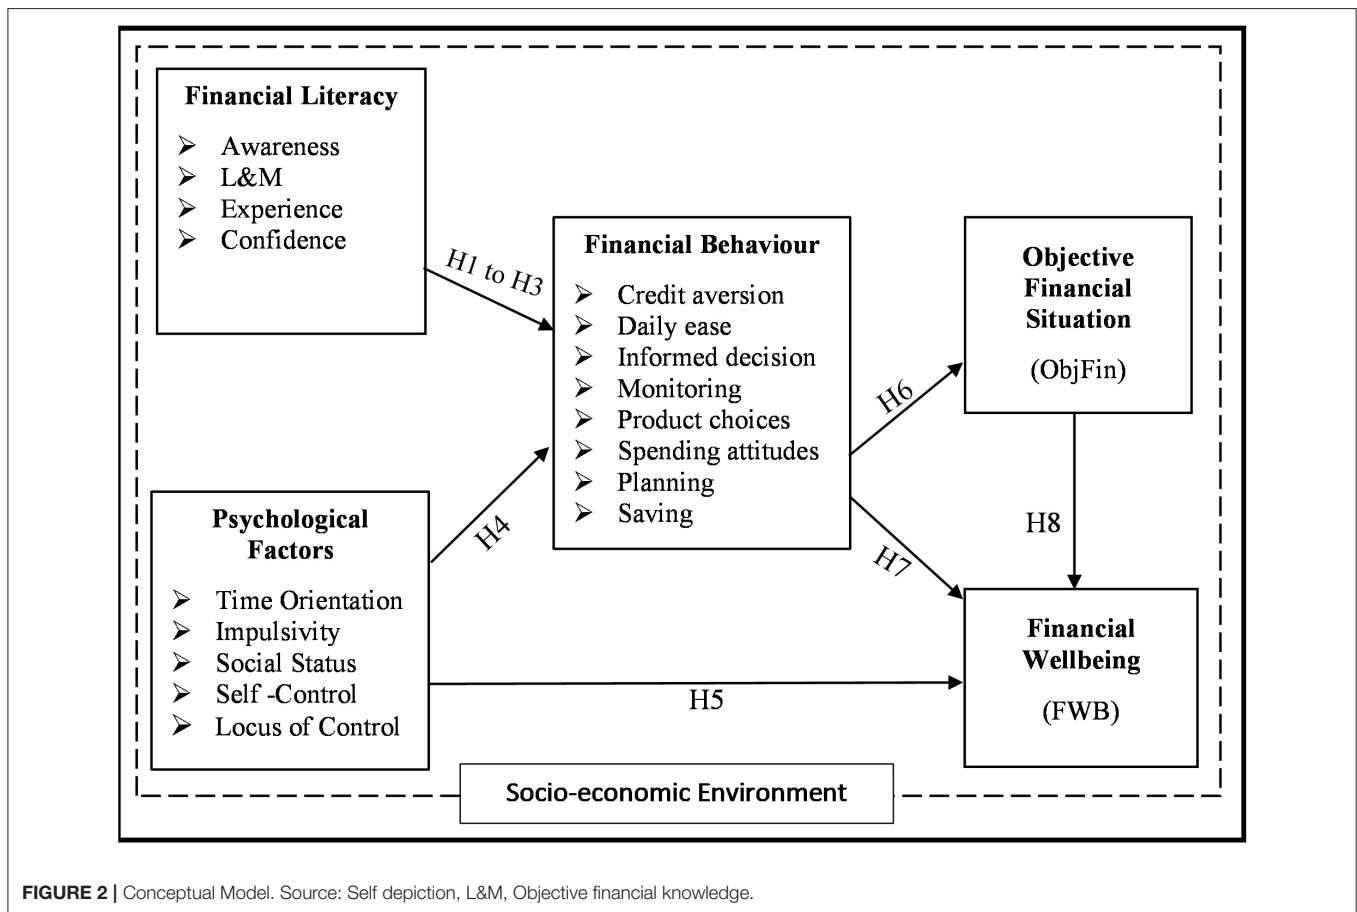 Financial Literacy
➢ Awareness
➢ L&M
➢ Experience
➢ Confidence
H1 to H3
Financial Behaviour
➢ Credit aversion
➢ Daily ease
➢ Informed decision
➢ Monitoring
➢ Product choices
➢ Spending attitudes
➢ Planning
➢ Saving
Objective
Financial
Situation
(ObjFin)
H6
H4
H7
H8
Psychological
Factors
➢ Time Orientation
➢ Impulsivity
➢ Social Status
➢ Self -Control
➢ Locus of Control
H5
Financial
Wellbeing
(FWB)
Socio-economic Environment
FIGURE 2 | Conceptual Model. Source: Self depiction, L&M, Objective financial knowledge.